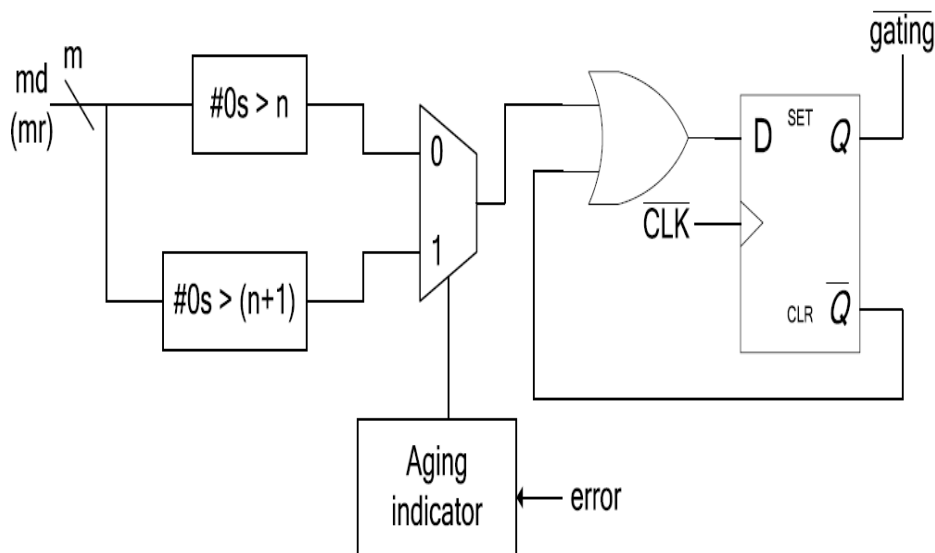 m
md
(mr)
#0s > n
#0s > (n+1)
0
1
Aging
indicator
error
CLK̅
D
SET
Q
CLR
Q̅
gating̅